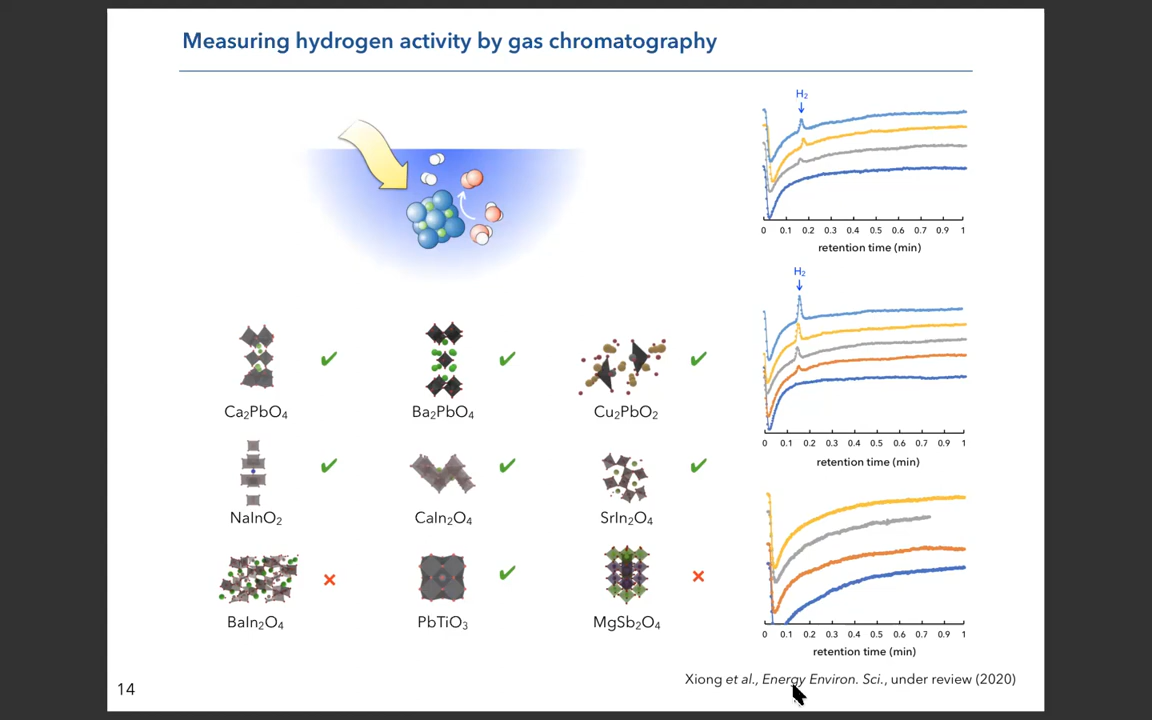 Measuring hydrogen activity by gas chromatography
H₂
0 0.1 0.2 0.3 0.4 0.5 0.6 0.7 0.8 0.9 1
retention time (min)
H₂
0 0.1 0.2 0.3 0.4 0.5 0.6 0.7 0.8 0.9 1
retention time (min)
Ca₂PbO₄
Ba₂PbO₄
Cu₂PbO₂
NaInO₂
CaIn₂O₄
SrIn₂O₄
BaIn₂O₄
PbTiO₃
MgSb₂O₄
0 0.1 0.2 0.3 0.4 0.5 0.6 0.7 0.8 0.9 1
retention time (min)
Xiong et al., Energy Environ. Sci., under review (2020)
14